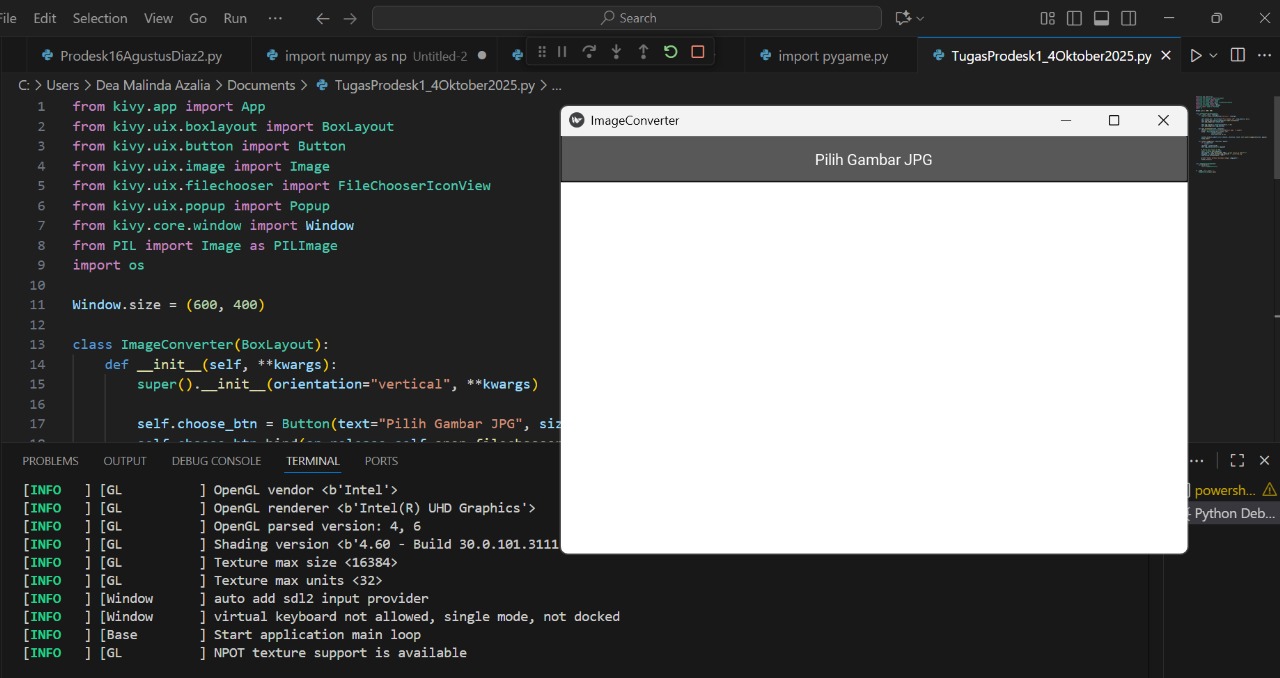 File Edit Selection View Go Run ··· Search
Prodesk16AgustusDiaz2.py import numpy as np Untitled-2 import pygame.py TugasProdesk1_4Oktober2025.py
C: > Users > Dea Malinda Azalia > Documents > TugasProdesk1_4Oktober2025.py > ...
1 from kivy.app import App
2 from kivy.uix.boxlayout import BoxLayout
3 from kivy.uix.button import Button
4 from kivy.uix.image import Image
5 from kivy.uix.filechooser import FileChooserIconView
6 from kivy.uix.popup import Popup
7 from kivy.core.window import Window
8 from PIL import Image as PILImage
9 import os
10
11 Window.size = (600, 400)
12
13 class ImageConverter(BoxLayout):
14 def __init__(self, **kwargs):
15 super().__init__(orientation="vertical", **kwargs)
16
17 self.choose_btn = Button(text="Pilih Gambar JPG", siz
ImageConverter
Pilih Gambar JPG
PROBLEMS OUTPUT DEBUG CONSOLE TERMINAL PORTS
[INFO ] [GL ] OpenGL vendor <b'Intel'>
[INFO ] [GL ] OpenGL renderer <b'Intel(R) UHD Graphics'>
[INFO ] [GL ] OpenGL parsed version: 4, 6
[INFO ] [GL ] Shading version <b'4.60 - Build 30.0.101.3111
[INFO ] [GL ] Texture max size <16384>
[INFO ] [GL ] Texture max units <32>
[INFO ] [Window ] auto add sdl2 input provider
[INFO ] [Window ] virtual keyboard not allowed, single mode, not docked
[INFO ] [Base ] Start application main loop
[INFO ] [GL ] NPOT texture support is available
powersh...
Python Deb...